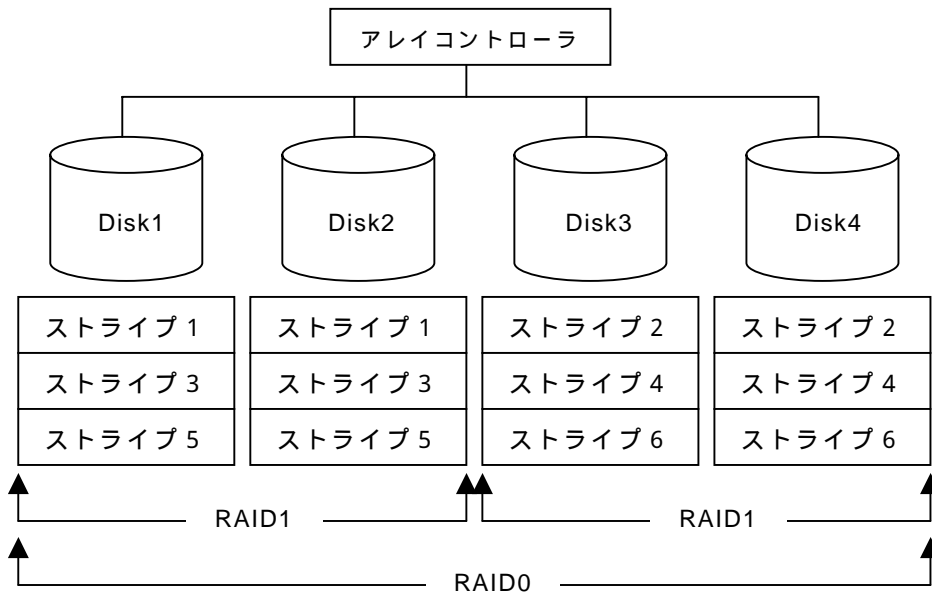 アレイコントローラ
Disk1 Disk2 Disk3 Disk4
ストライプ1 ストライプ1 ストライプ2 ストライプ2
ストライプ3 ストライプ3 ストライプ4 ストライプ4
ストライプ5 ストライプ5 ストライプ6 ストライプ6
RAID1 RAID1
RAID0